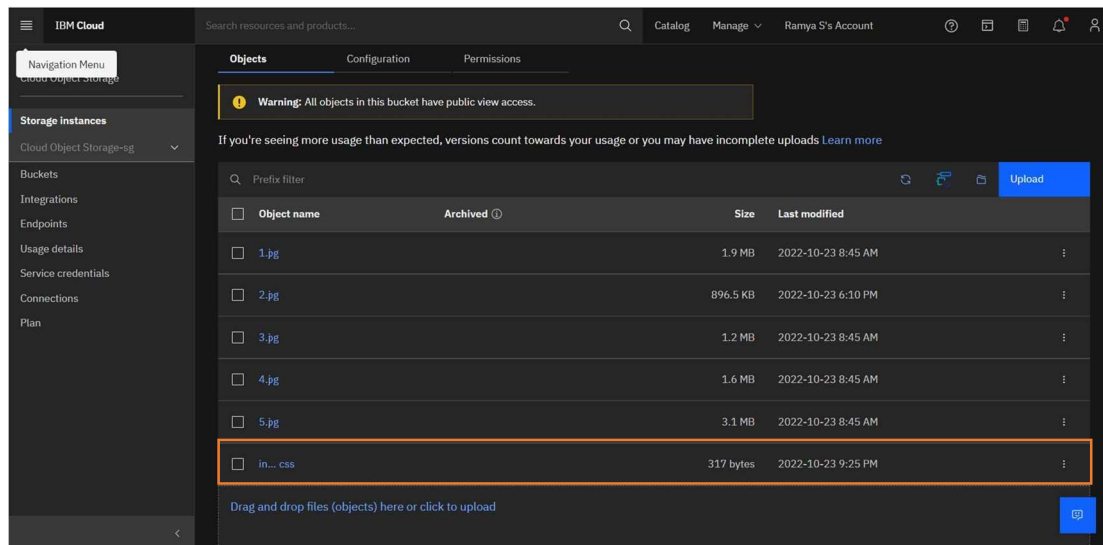 IBM Cloud
Search resources and products...
Catalog
Manage
Ramya S's Account
Navigation Menu
Cloud Object Storage
Storage instances
Cloud Object Storage-sg
Buckets
Integrations
Endpoints
Usage details
Service credentials
Connections
Plan
Objects
Configuration
Permissions
Warning: All objects in this bucket have public view access.
If you're seeing more usage than expected, versions count towards your usage or you may have incomplete uploads Learn more
Prefix filter
Upload
Object name Archived Size Last modified
1.jpg 1.9 MB 2022-10-23 8:45 AM
2.jpg 896.5 KB 2022-10-23 6:10 PM
3.jpg 1.2 MB 2022-10-23 8:45 AM
4.jpg 1.6 MB 2022-10-23 8:45 AM
5.jpg 3.1 MB 2022-10-23 8:45 AM
in... css 317 bytes 2022-10-23 9:25 PM
Drag and drop files (objects) here or click to upload